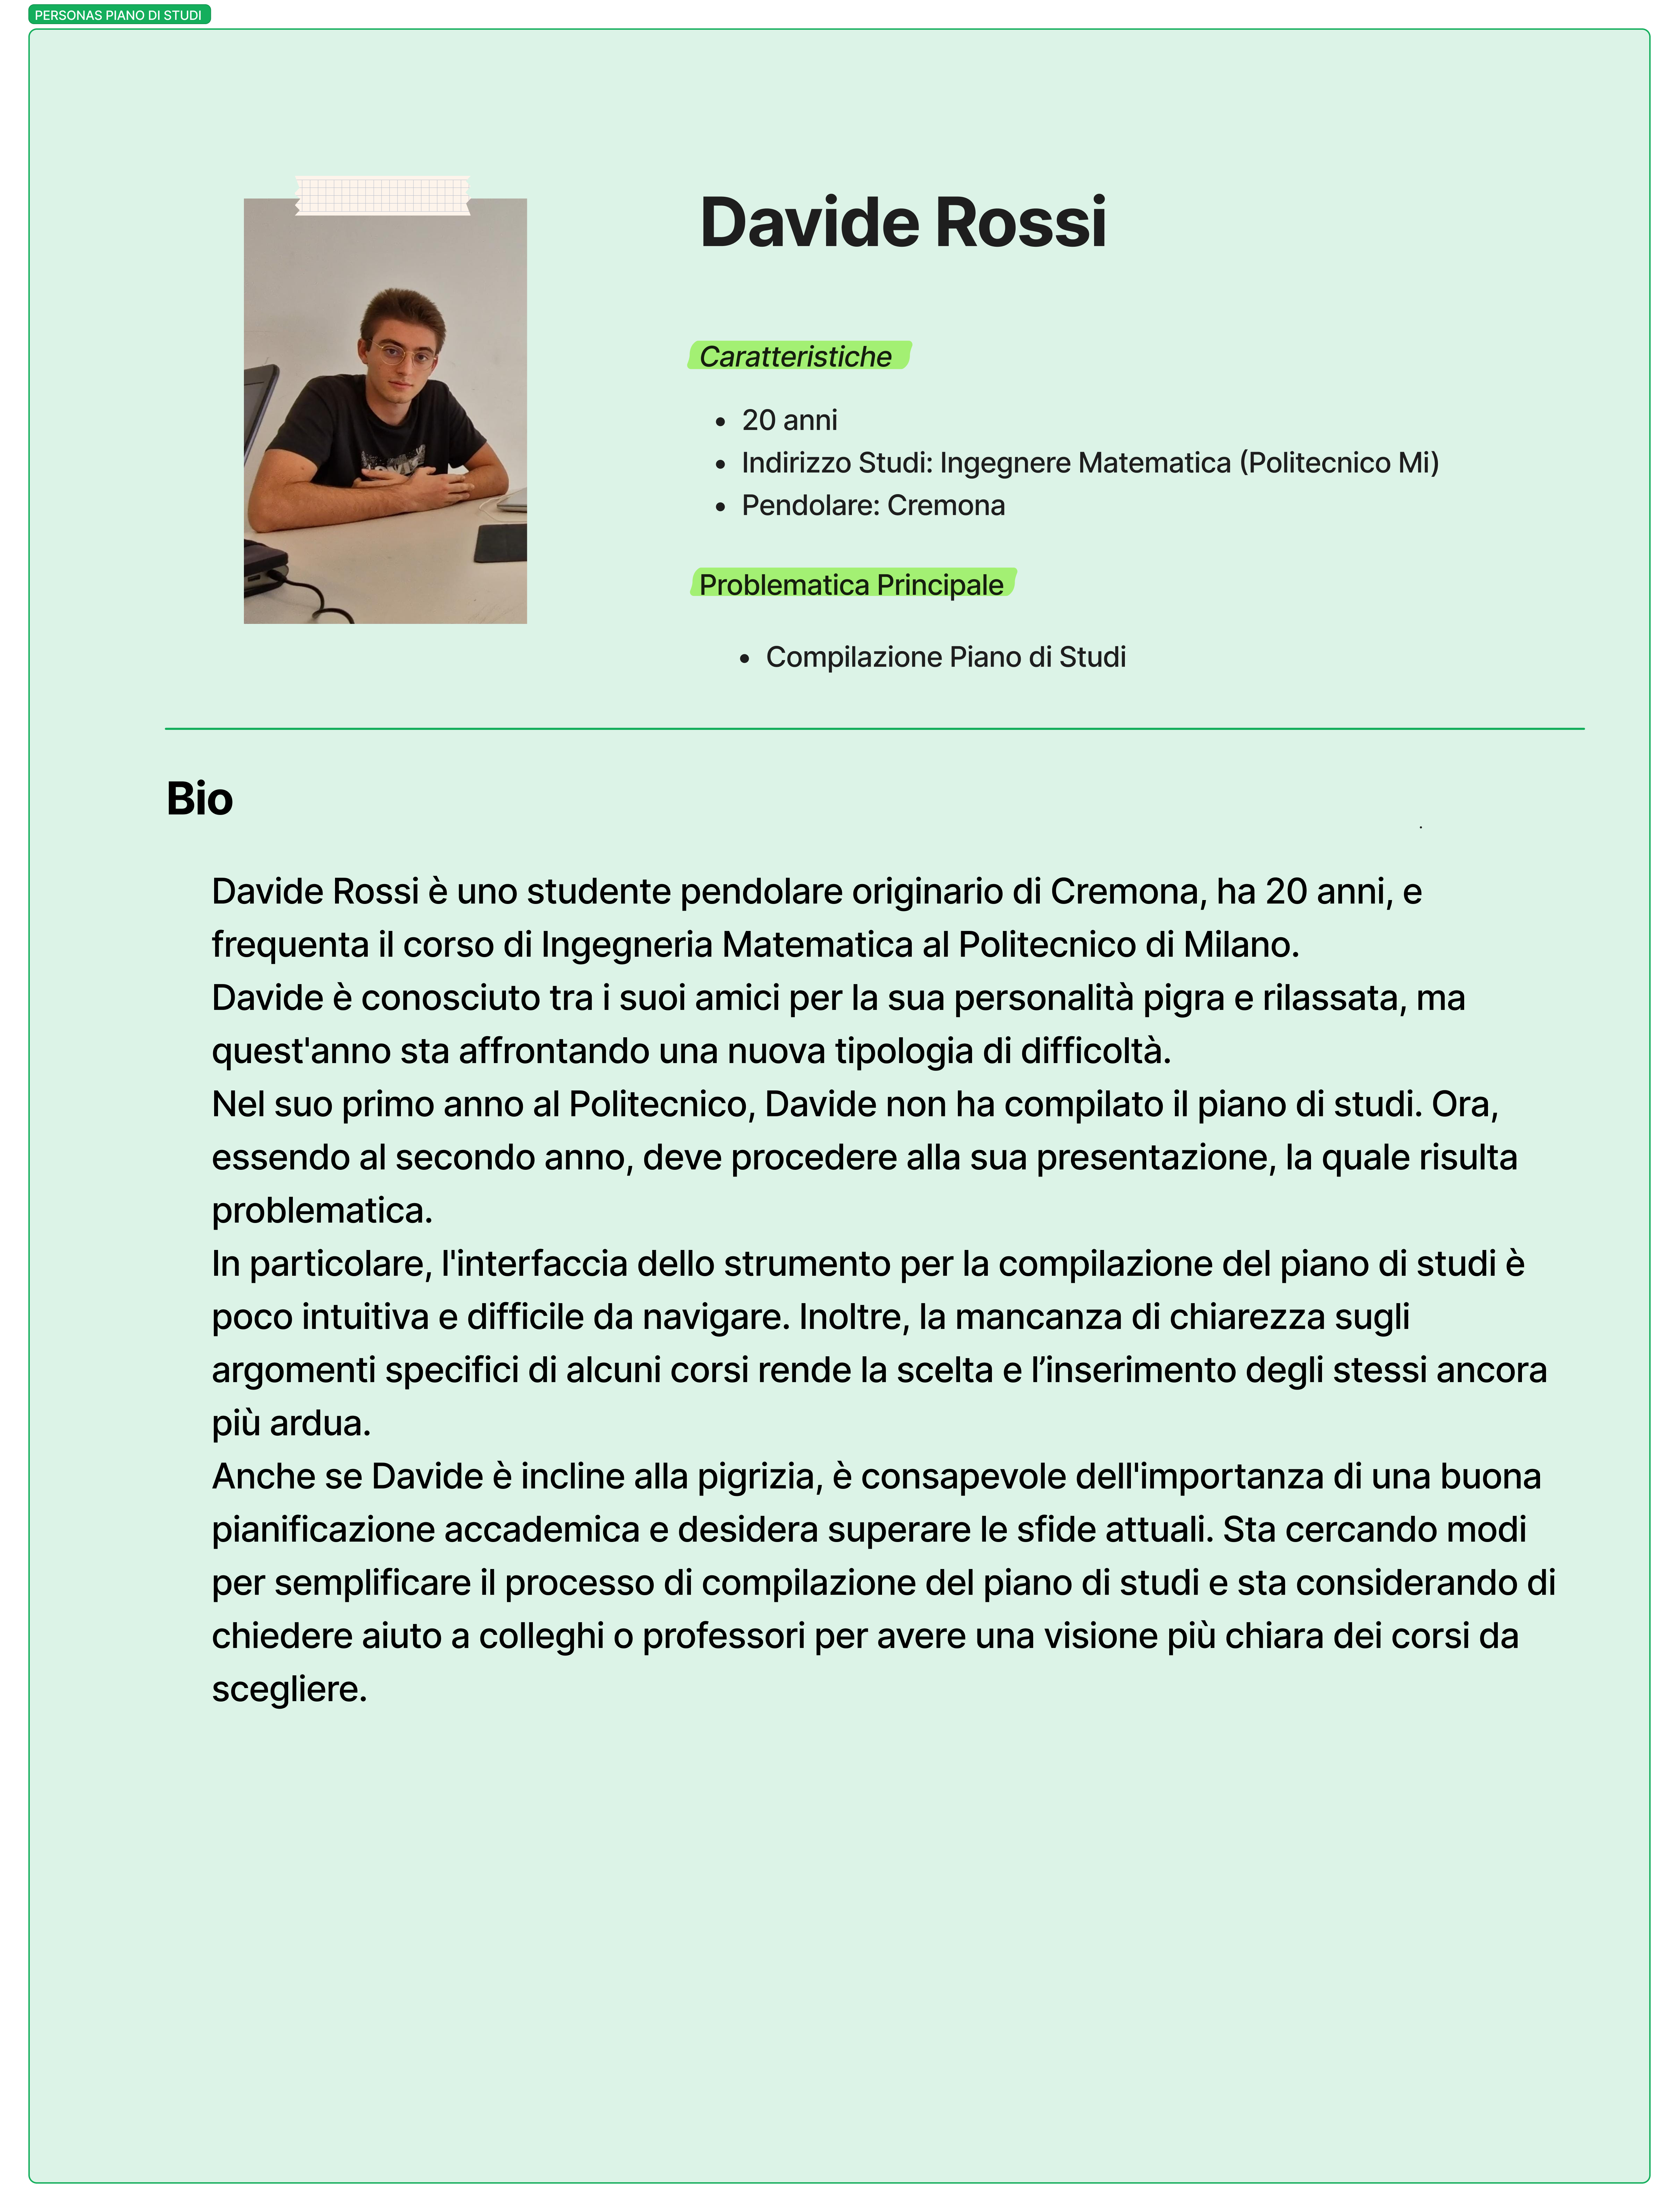 PERSONAS PIANO DI STUDI
Davide Rossi
Caratteristiche
• 20 anni
• Indirizzo Studi: Ingegnere Matematica (Politecnico Mi)
• Pendolare: Cremona
Problematica Principale
• Compilazione Piano di Studi
Bio
Davide Rossi è uno studente pendolare originario di Cremona, ha 20 anni, e
frequenta il corso di Ingegneria Matematica al Politecnico di Milano.
Davide è conosciuto tra i suoi amici per la sua personalità pigra e rilassata, ma
quest'anno sta affrontando una nuova tipologia di difficoltà.
Nel suo primo anno al Politecnico, Davide non ha compilato il piano di studi. Ora,
essendo al secondo anno, deve procedere alla sua presentazione, la quale risulta
problematica.
In particolare, l'interfaccia dello strumento per la compilazione del piano di studi è
poco intuitiva e difficile da navigare. Inoltre, la mancanza di chiarezza sugli
argomenti specifici di alcuni corsi rende la scelta e l’inserimento degli stessi ancora
più ardua.
Anche se Davide è incline alla pigrizia, è consapevole dell'importanza di una buona
pianificazione accademica e desidera superare le sfide attuali. Sta cercando modi
per semplificare il processo di compilazione del piano di studi e sta considerando di
chiedere aiuto a colleghi o professori per avere una visione più chiara dei corsi da
scegliere.